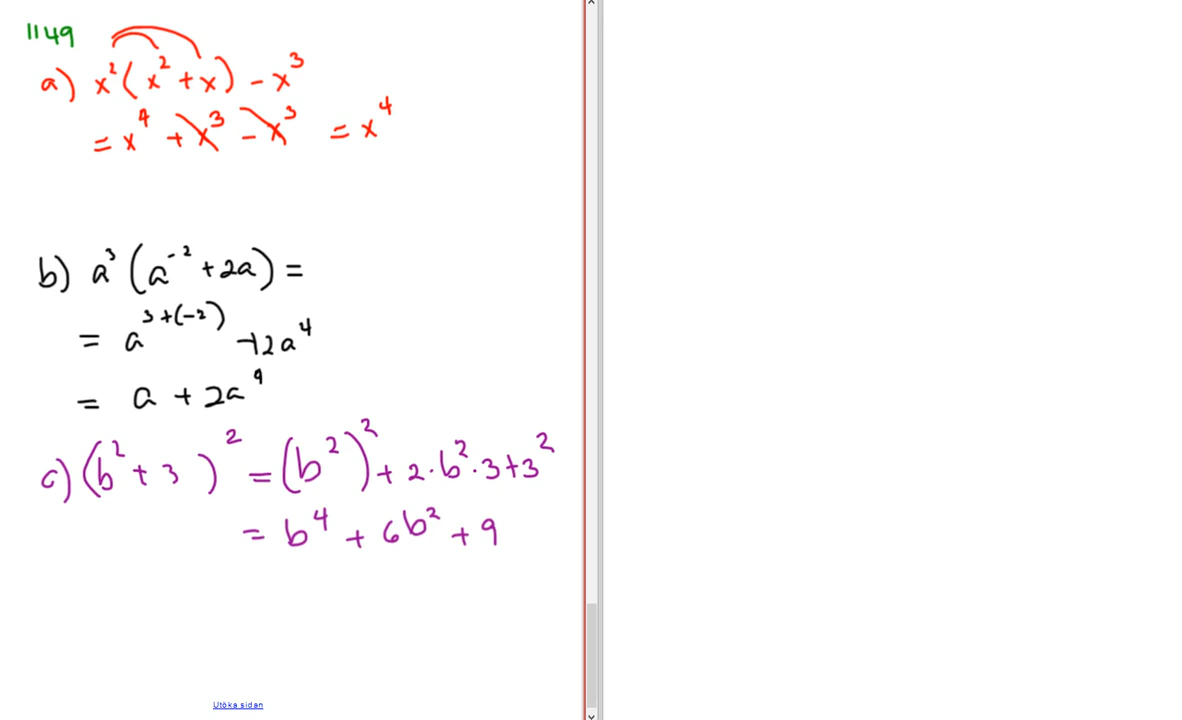 1149
a) x²(x² + x) - x³
= x⁴ + x³ - x³ = x⁴
b) a³(a⁻² + 2a) =
= a³⁺⁽⁻²⁾ + 2a⁴
= a + 2a⁴
c) (b² + 3)² = (b²)² + 2·b²·3 + 3²
= b⁴ + 6b² + 9
Utöka sidan